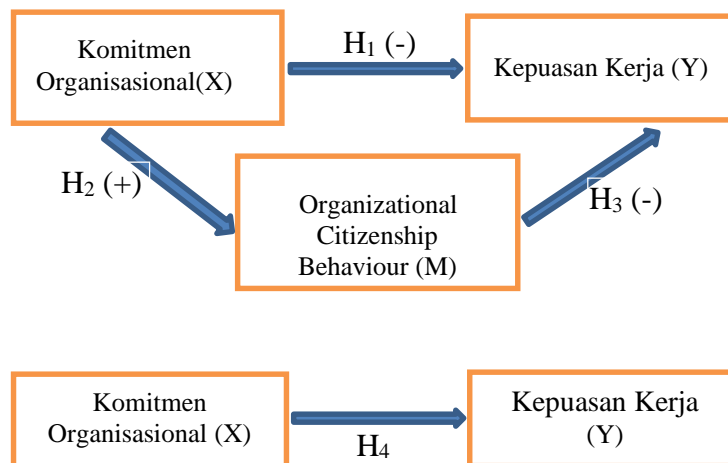 Komitmen
Organisasional(X)
H₁ (-)
Kepuasan Kerja (Y)
H₂ (+)
Organizational
Citizenship
Behaviour (M)
H₃ (-)
Komitmen
Organisasional (X)
H₄
Kepuasan Kerja
(Y)